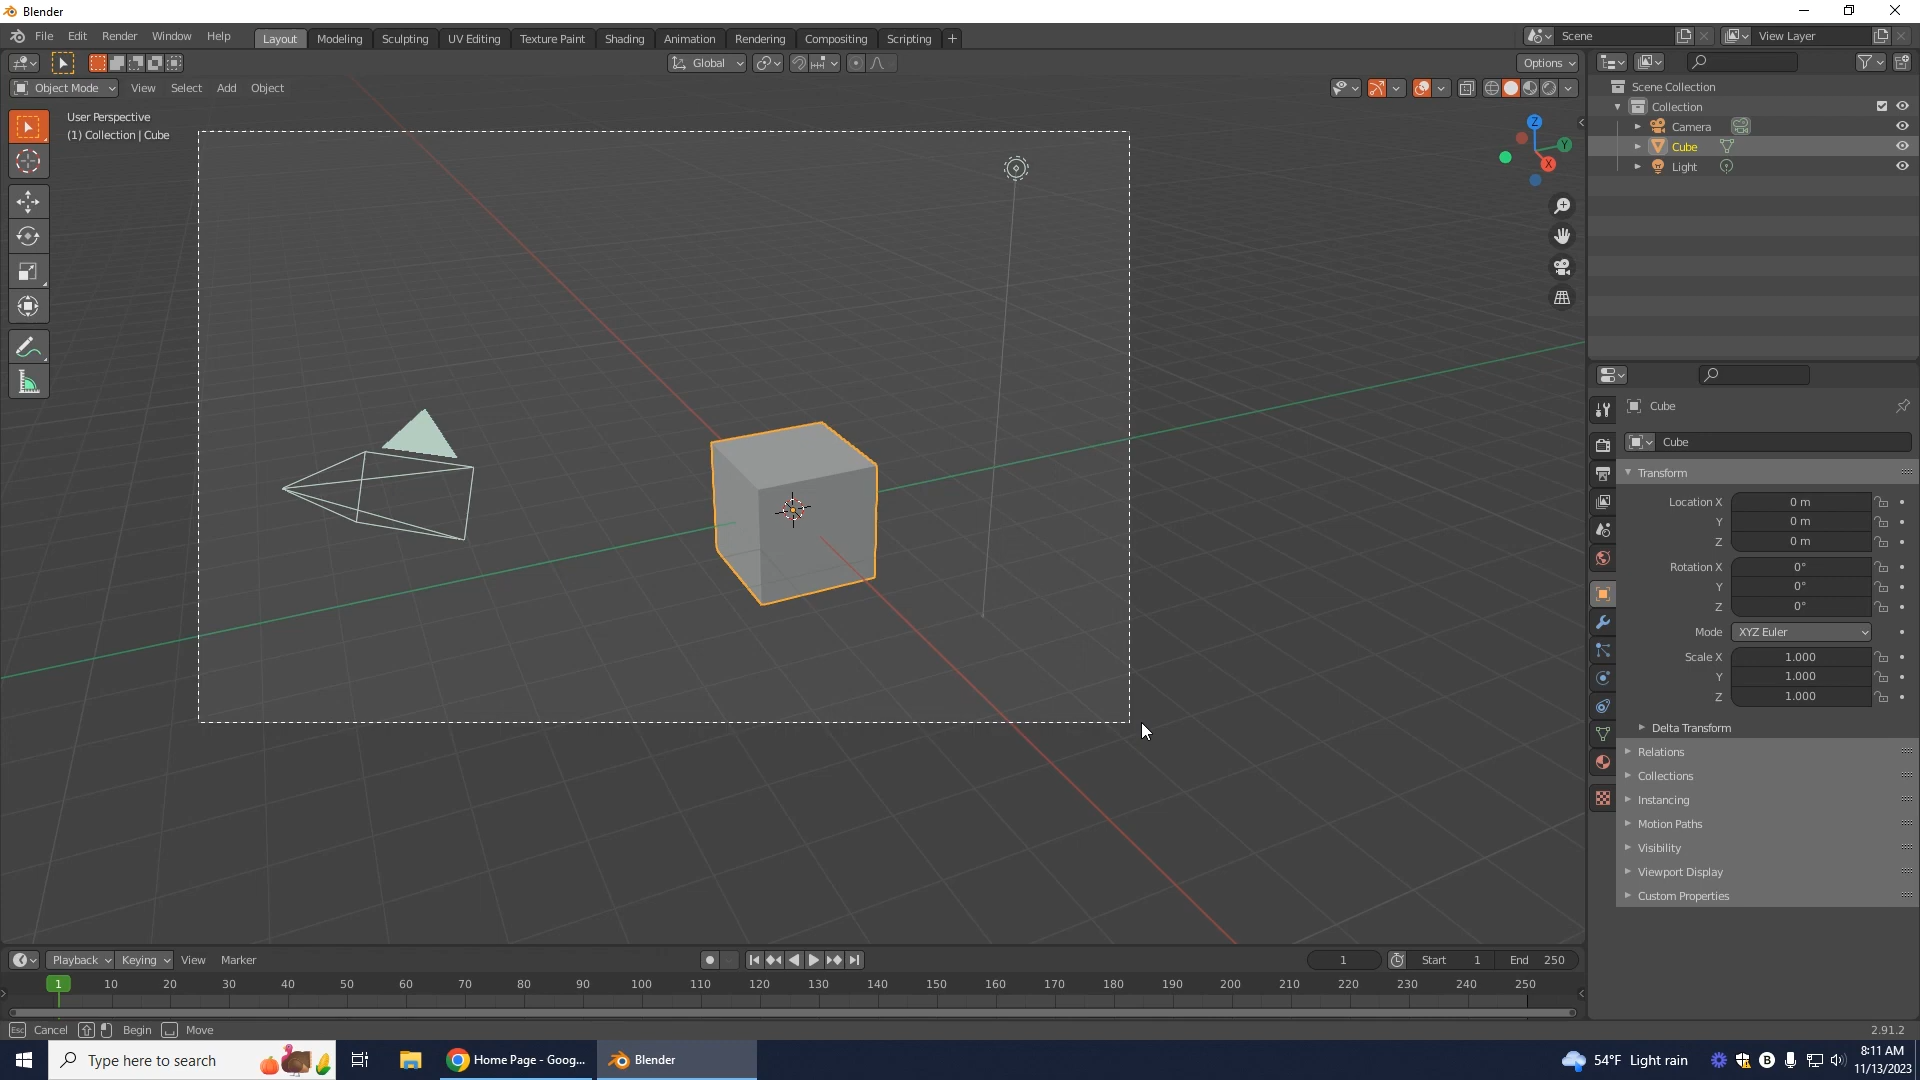 Blender
File Edit Render Window Help Layout Modeling Sculpting UV Editing Texture Paint Shading Animation Rendering Compositing Scripting + Scene View Layer
Global Options
Object Mode View Select Add Object
User Perspective
(1) Collection | Cube
Z
Y
X
Scene Collection
Collection
Camera
Cube
Light
Cube
Cube
Transform
Location X 0 m
Y 0 m
Z 0 m
Rotation X 0°
Y 0°
Z 0°
Mode XYZ Euler
Scale X 1.000
Y 1.000
Z 1.000
Delta Transform
Relations
Collections
Instancing
Motion Paths
Visibility
Viewport Display
Custom Properties
Playback Keying View Marker 1 Start 1 End 250
1 10 20 30 40 50 60 70 80 90 100 110 120 130 140 150 160 170 180 190 200 210 220 230 240 250
Esc Cancel Begin Move 2.91.2
Type here to search Home Page - Goog... Blender 54°F Light rain B 8:11 AM
11/13/2023